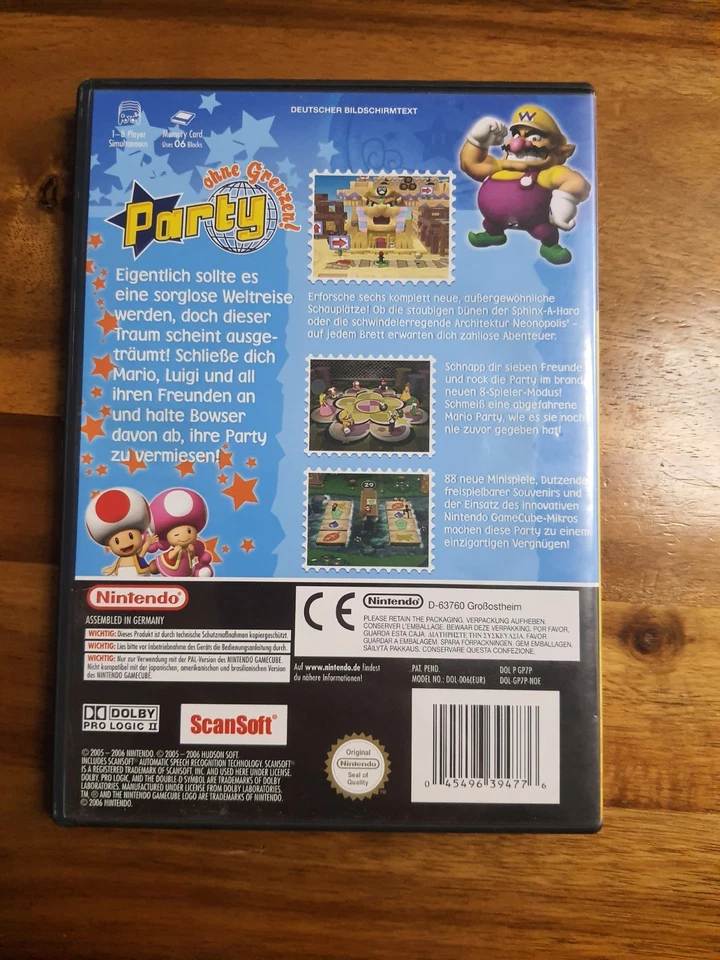 DEUTSCHER BILDSCHIRMTEXT
1–8 Player
Simultaneous
Memory Card
Uses 06 Blocks
W
Party
ohne Grenzen!
Eigentlich sollte es
eine sorglose Weltreise
werden, doch dieser
Traum scheint ausge-
träumt! Schließe dich
Mario, Luigi und all
ihren Freunden an
und halte Bowser
davon ab, ihre Party
zu vermiesen!
Erforsche sechs komplett neue, außergewöhnliche
Schauplätze! Ob die staubigen Dünen der Sphinx-A-Hara
oder die schwindelerregende Architektur Neonopolis' –
auf jedem Brett erwarten dich zahllose Abenteuer.
Schnapp dir sieben Freunde
und rock die Party im brand
neuen 8-Spieler-Modus!
Schmeiß eine abgefahrene
Mario Party, wie es sie noch
nie zuvor gegeben hat!
29
88 neue Minispiele, Dutzende
freispielbarer Souvenirs und
der Einsatz des innovativen
Nintendo GameCube-Mikros
machen diese Party zu einem
einzigartigen Vergnügen!
Nintendo®
ASSEMBLED IN GERMANY
WICHTIG: Dieses Produkt ist durch technische Schutzmaßnahmen kopiergeschützt.
WICHTIG: Lies bitte vor Inbetriebnahme des Geräts die Bedienungsanleitung durch.
WICHTIG: Nur zur Verwendung mit der PAL-Version des NINTENDO GAMECUBE.
Nicht kompatibel mit der japanischen, amerikanischen und brasilianischen Version
des NINTENDO GAMECUBE.
CE
Nintendo® D-63760 Großostheim
PLEASE RETAIN THE PACKAGING. VERPACKUNG AUFHEBEN.
CONSERVER L'EMBALLAGE. BEWAAR DEZE VERPAKKING. POR FAVOR,
GUARDA ESTA CAJA. ΔΙΑΤΗΡΗΣΤΕ ΤΗΝ ΣΥΣΚΕΥΑΣΙΑ. FAVOR
GUARDAR A EMBALAGEM. SPARA FÖRPACKNINGEN. GEM EMBALLAGEN.
SÄILYTÄ PAKKAUS. CONSERVARE QUESTA CONFEZIONE.
Auf www.nintendo.de findest
du nähere Informationen!
PAT. PEND.
MODEL NO.: DOL-006(EUR)
DOL P GP7P
DOL-GP7P-NOE
DOLBY
PRO LOGIC II
ScanSoft®
© 2005 – 2006 NINTENDO. © 2005 – 2006 HUDSON SOFT
INCLUDES SCANSOFT® AUTOMATIC SPEECH RECOGNITION TECHNOLOGY. SCANSOFT®
IS A REGISTERED TRADEMARK OF SCANSOFT, INC. AND USED HERE UNDER LICENSE.
DOLBY, PRO LOGIC, AND THE DOUBLE-D SYMBOL ARE TRADEMARKS OF DOLBY
LABORATORIES. MANUFACTURED UNDER LICENSE FROM DOLBY LABORATORIES.
TM, ® AND THE NINTENDO GAMECUBE LOGO ARE TRADEMARKS OF NINTENDO.
© 2006 NINTENDO.
Original
Nintendo
Seal of
Quality
TM
0 45496 39477 6